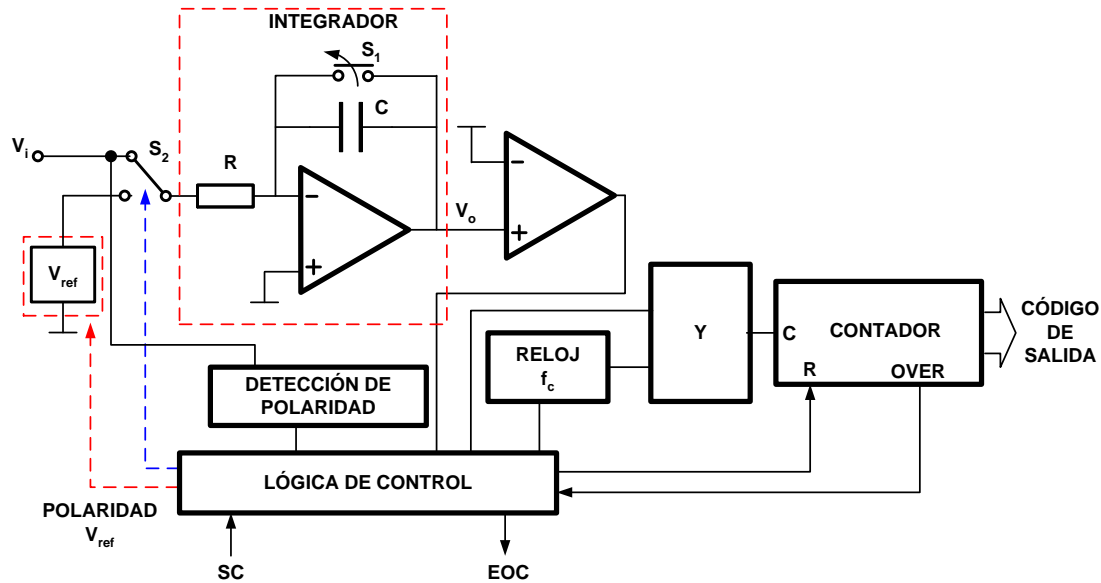 INTEGRADOR
S1
C
Vi
S2
R
Vo
Vref
Y
C
CONTADOR
R
OVER
CÓDIGO
DE
SALIDA
RELOJ
fc
DETECCIÓN DE
POLARIDAD
LÓGICA DE CONTROL
POLARIDAD
Vref
SC
EOC